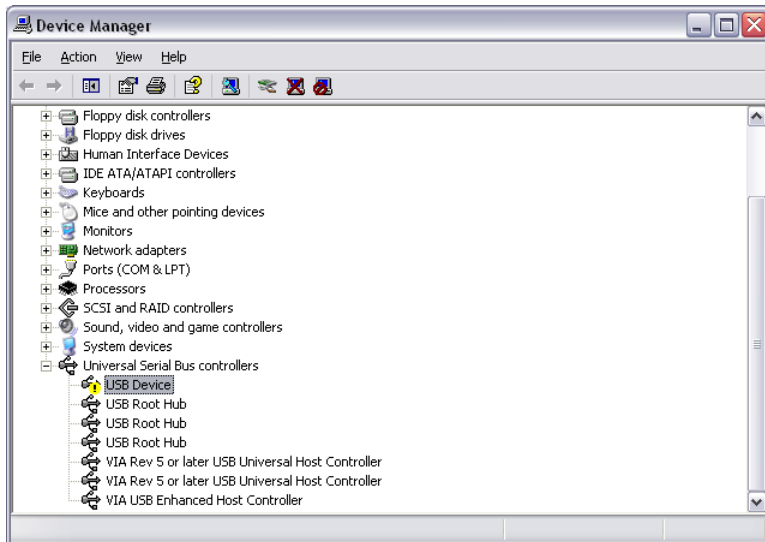 Device Manager
File Action View Help
Floppy disk controllers
Floppy disk drives
Human Interface Devices
IDE ATA/ATAPI controllers
Keyboards
Mice and other pointing devices
Monitors
Network adapters
Ports (COM & LPT)
Processors
SCSI and RAID controllers
Sound, video and game controllers
System devices
Universal Serial Bus controllers
USB Device
USB Root Hub
USB Root Hub
USB Root Hub
VIA Rev 5 or later USB Universal Host Controller
VIA Rev 5 or later USB Universal Host Controller
VIA USB Enhanced Host Controller